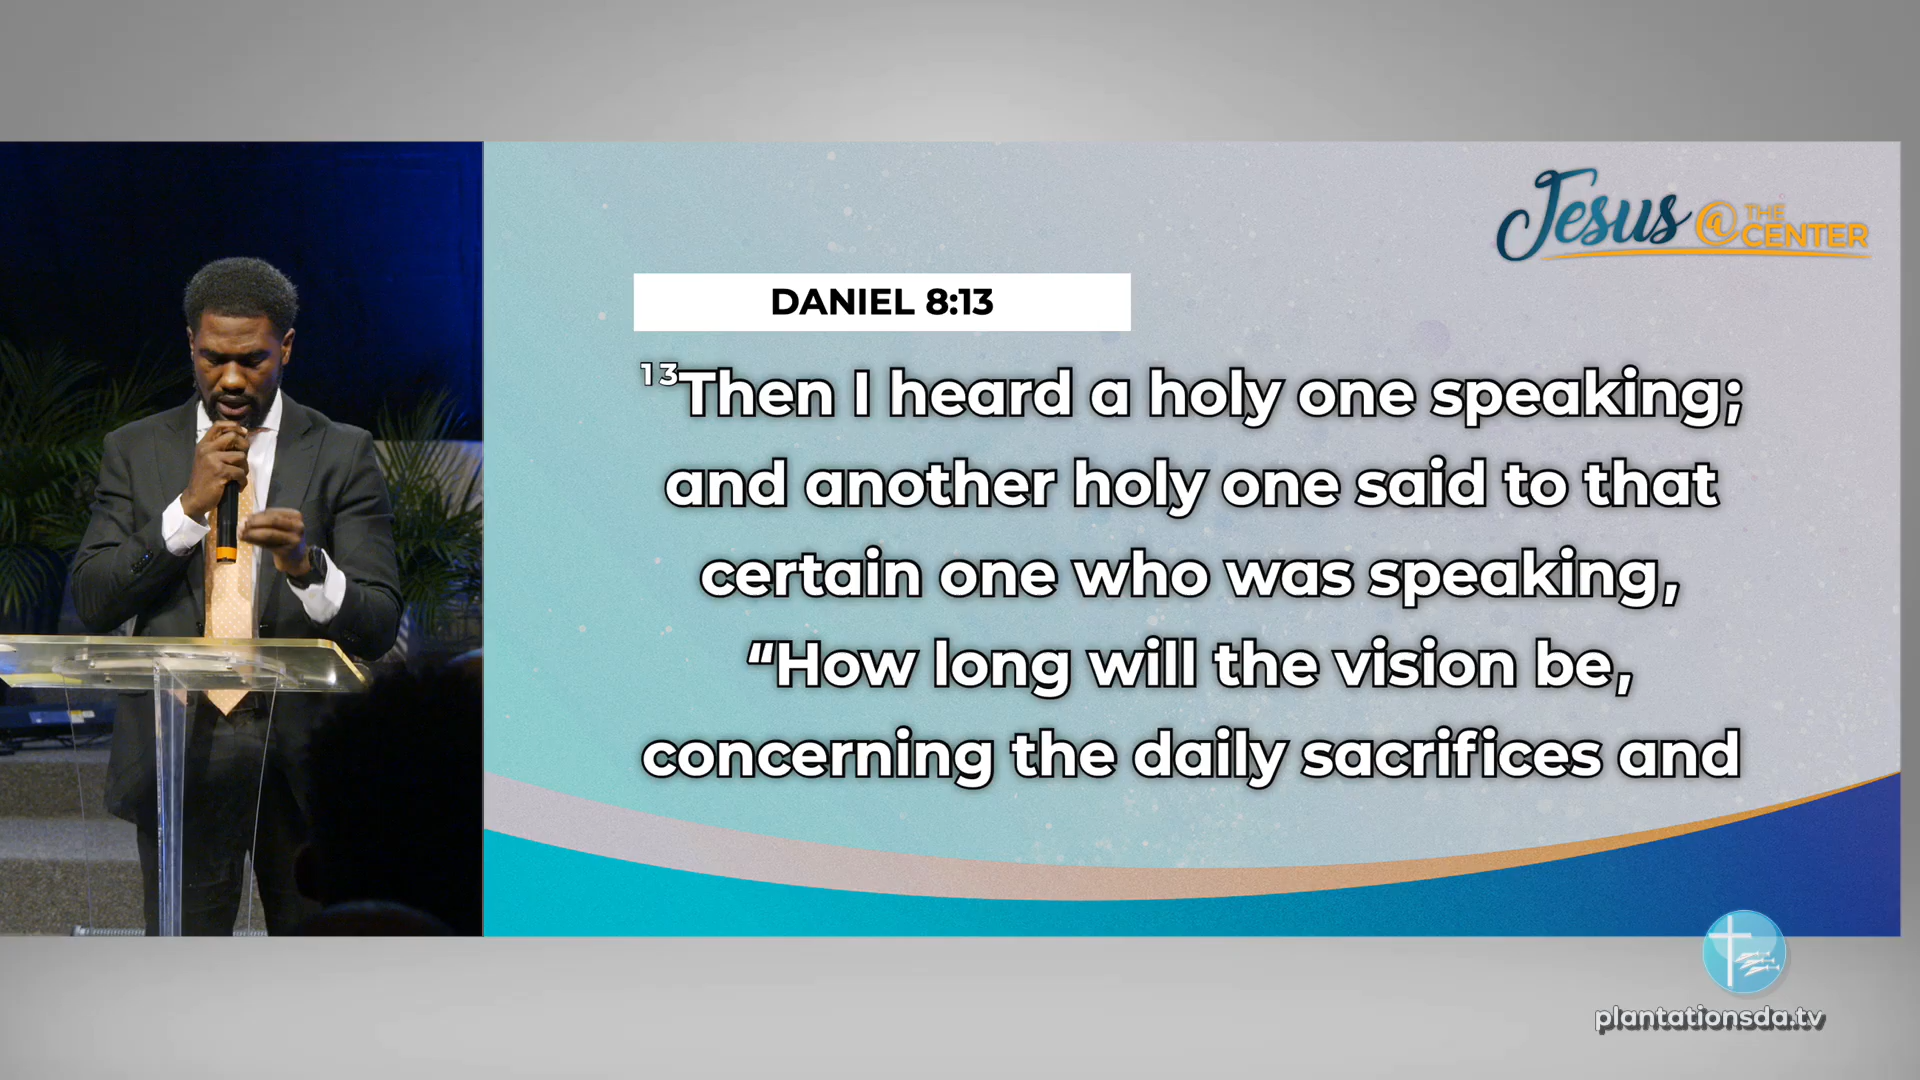 Jesus @ THE CENTER
DANIEL 8:13
13Then I heard a holy one speaking;
and another holy one said to that
certain one who was speaking,
“How long will the vision be,
concerning the daily sacrifices and
plantationsda.tv